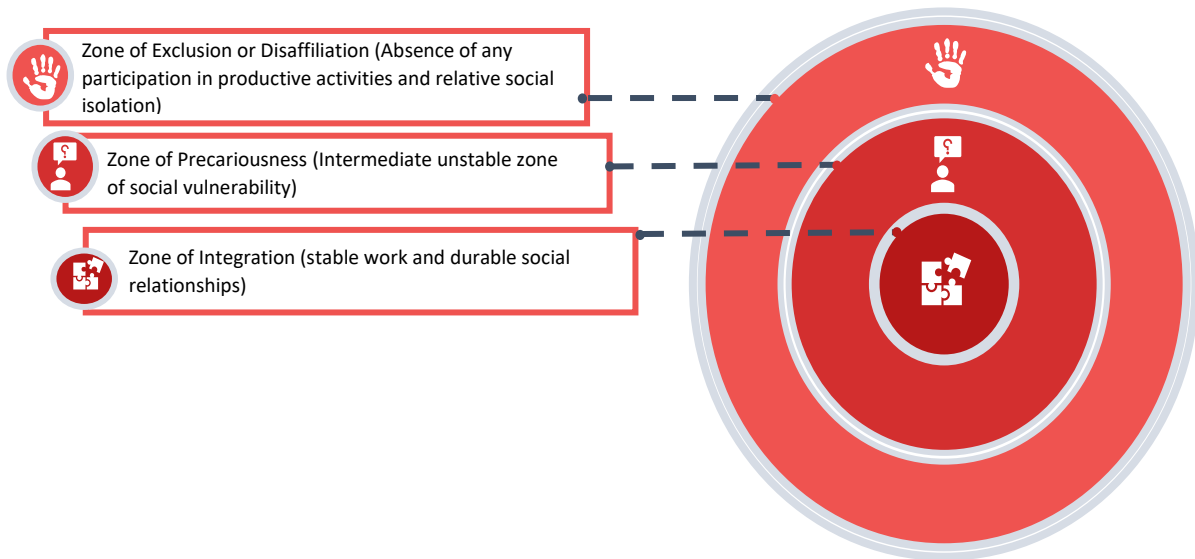 Zone of Exclusion or Disaffiliation (Absence of any
participation in productive activities and relative social
isolation)
Zone of Precariousness (Intermediate unstable zone
of social vulnerability)
Zone of Integration (stable work and durable social
relationships)